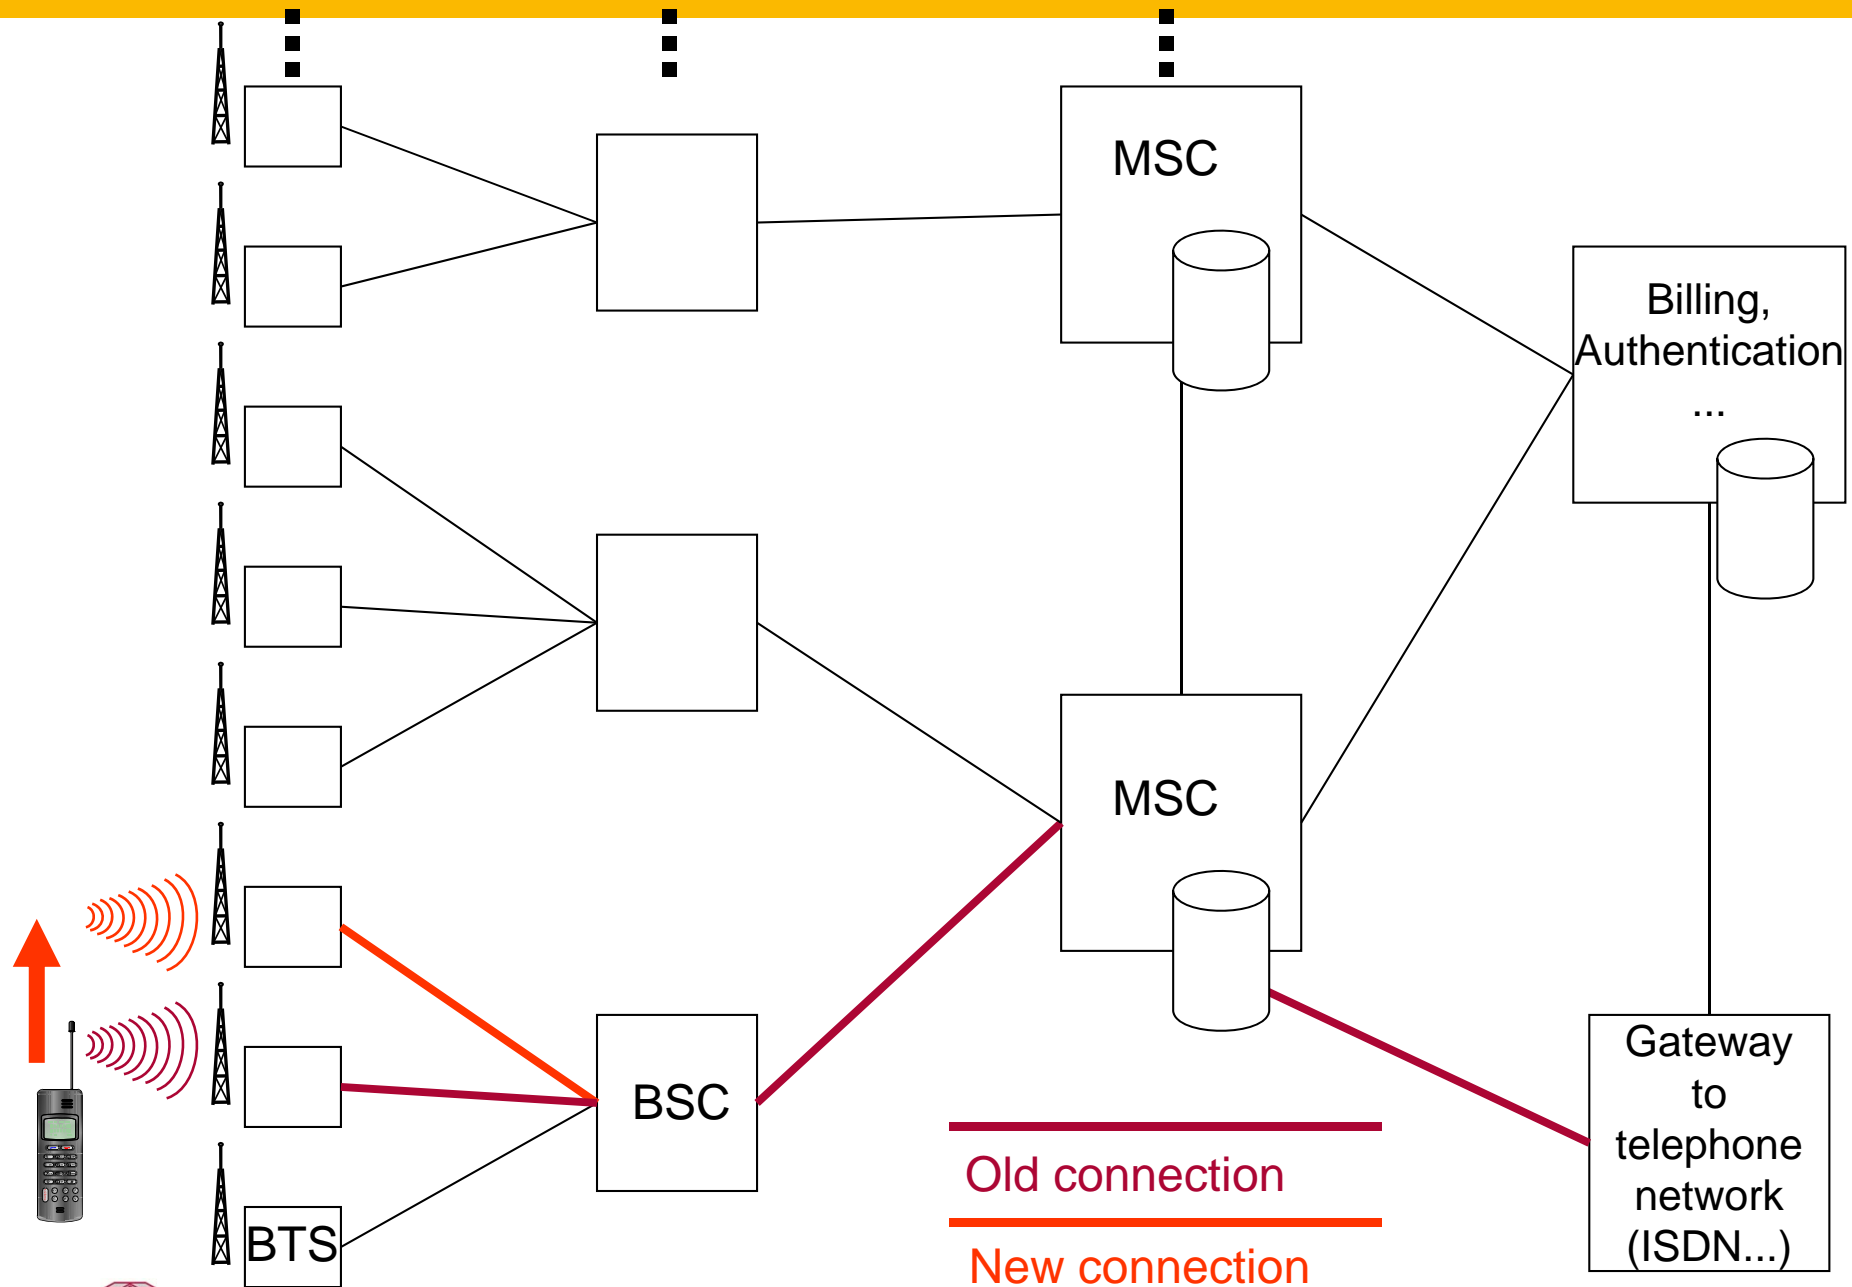 MSC
Billing,
Authentication
...
MSC
BSC
BTS
Old connection
New connection
Gateway
to
telephone
network
(ISDN...)